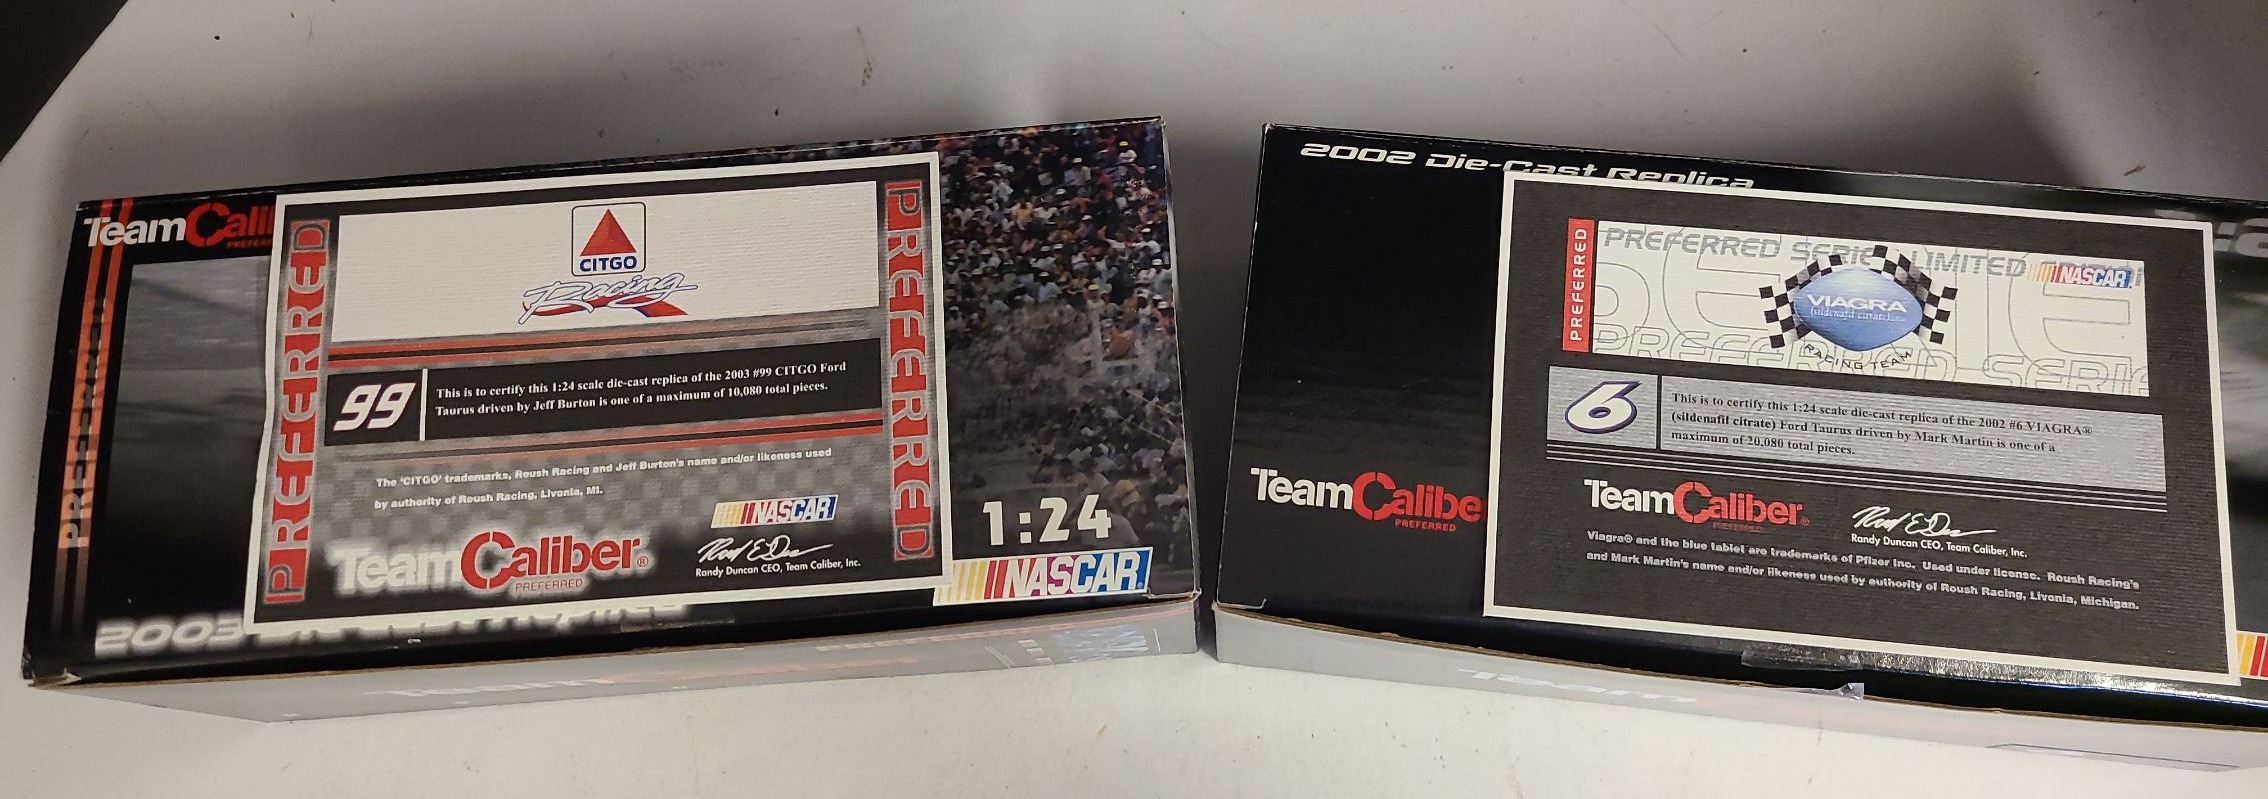 TeamCali
PREFER
PREFERRED
PREFERRED
CITGO
Racing
PREFERRED
99
This is to certify this 1:24 scale die-cast replica of the 2003 #99 CITGO Ford
Taurus driven by Jeff Burton is one of a maximum of 10,080 total pieces.
The 'CITGO' trademarks, Roush Racing and Jeff Burton's name and/or likeness used
by authority of Roush Racing, Livonia, MI.
NASCAR
TeamCaliber®
PREFERRED
Randy Duncan CEO, Team Caliber, Inc.
1:24
NASCAR
2003
2002 Die-Cast Replica
PREFERRED
PREFERRED SERIES LIMITED
NASCAR
VIAGRA
(sildenafil citrate)
RACING TEAM
PREFERRED SERIE
6
This is to certify this 1:24 scale die-cast replica of the 2002 #6 VIAGRA®
(sildenafil citrate) Ford Taurus driven by Mark Martin is one of a
maximum of 20,080 total pieces.
TeamCalibe
PREFERRED
TeamCaliber®
PREFERRED
Randy Duncan CEO, Team Caliber, Inc.
Viagra® and the blue tablet are trademarks of Pfizer Inc. Used under license. Roush Racing's
and Mark Martin's name and/or likeness used by authority of Roush Racing, Livonia, Michigan.
Team